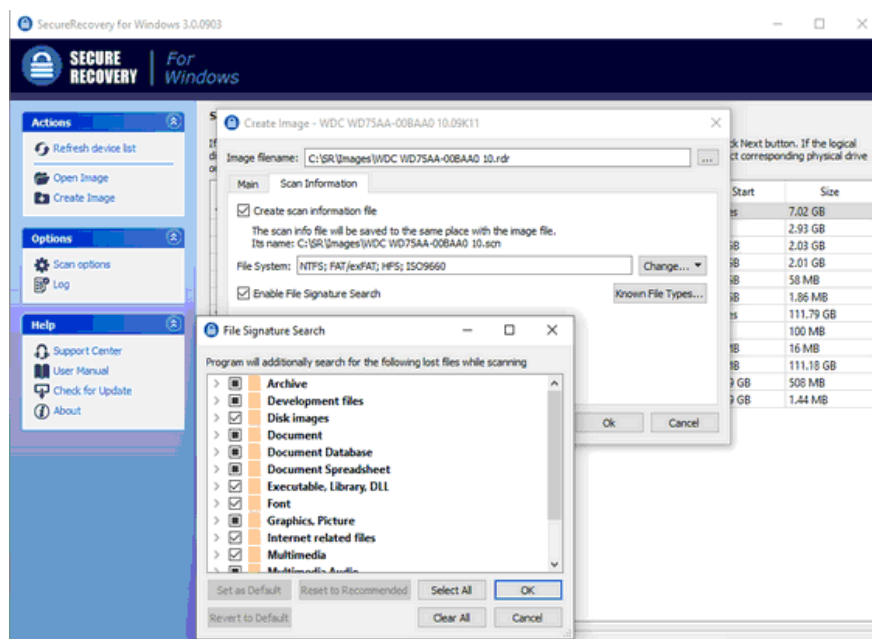 SecureRecovery for Windows 3.0.0903
SECURE
RECOVERY
For
Windows
Actions
Refresh device list
Open Image
Create Image
Options
Scan options
Log
Help
Support Center
User Manual
Check for Update
About
Create Image - WDC WD75AA-00BAA0 10.09K11
Image filename: C:\SR\Images\WDC WD75AA-00BAA0 10.rdr ...
Main Scan Information
Create scan information file
The scan info file will be saved to the same place with the image file.
Its name: C:\SR\Images\WDC WD75AA-00BAA0 10.scn
File System: NTFS; FAT/exFAT; HFS; ISO9660 Change...
Enable File Signature Search Known File Types...
Ok Cancel
File Signature Search
Program will additionally search for the following lost files while scanning
Archive
Development files
Disk images
Document
Document Database
Document Spreadsheet
Executable, Library, DLL
Font
Graphics, Picture
Internet related files
Multimedia
Multimedia Audio
Set as Default Reset to Recommended Select All OK
Revert to Default Clear All Cancel
Next button. If the logical
corresponding physical drive
Start Size
7.02 GB
2.93 GB
2.03 GB
2.01 GB
58 MB
1.86 MB
111.79 GB
100 MB
16 MB
111.18 GB
GB 508 MB
GB 1.44 MB